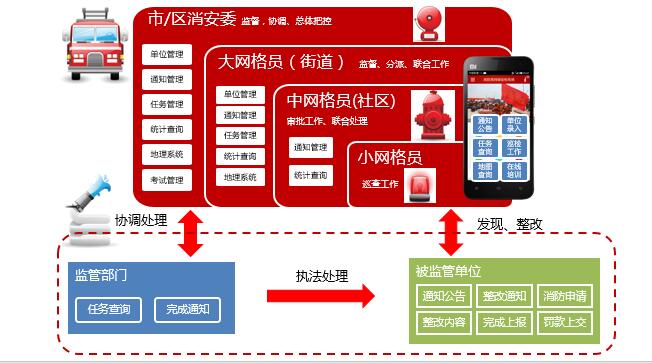 市/区消安委 监督，协调、总体把控
单位管理
通知管理
任务管理
统计查询
地理系统
考试管理
大网格员（街道） 监督、分派、联合工作
单位管理
通知管理
任务管理
统计查询
地理系统
中网格员(社区)
审批工作、联合处理
通知管理
统计查询
小网格员
巡查工作
通知
公告
单位
录入
任务
查询
巡检
工作
地图
查询
在线
培训
协调处理
发现、整改
监管部门
任务查询
完成通知
执法处理
被监管单位
通知公告
整改通知
消防申请
整改内容
完成上报
罚款上交